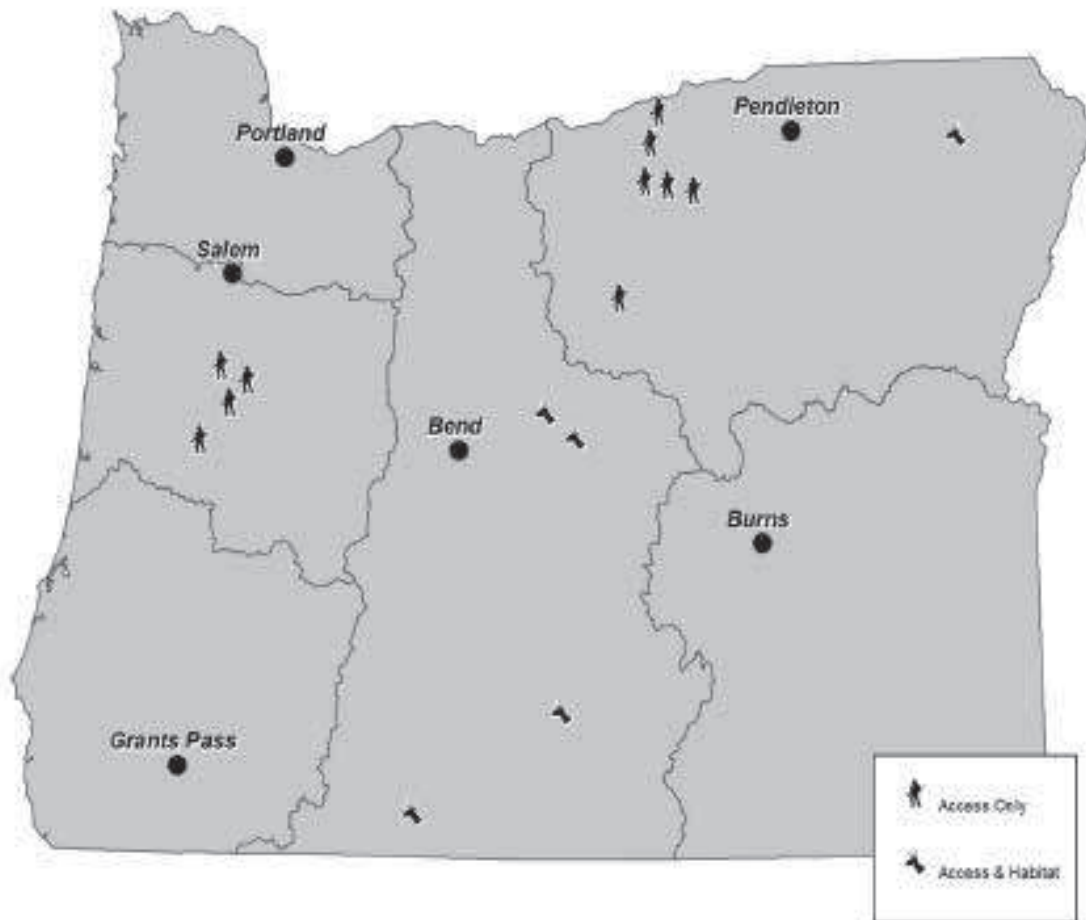 Pendleton
Portland
Salem
Bend
Burns
Grants Pass
Access Only
Access & Habitat